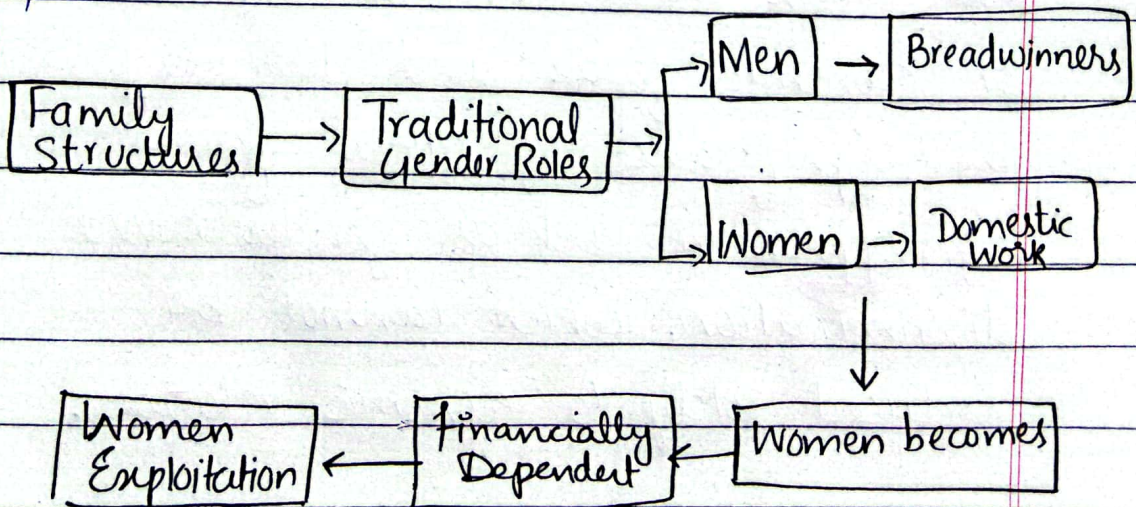 Men
Breadwinners
Family
Structures
Traditional
Gender Roles
Women
Domestic
Work
Women becomes
Financially
Dependent
Women
Exploitation